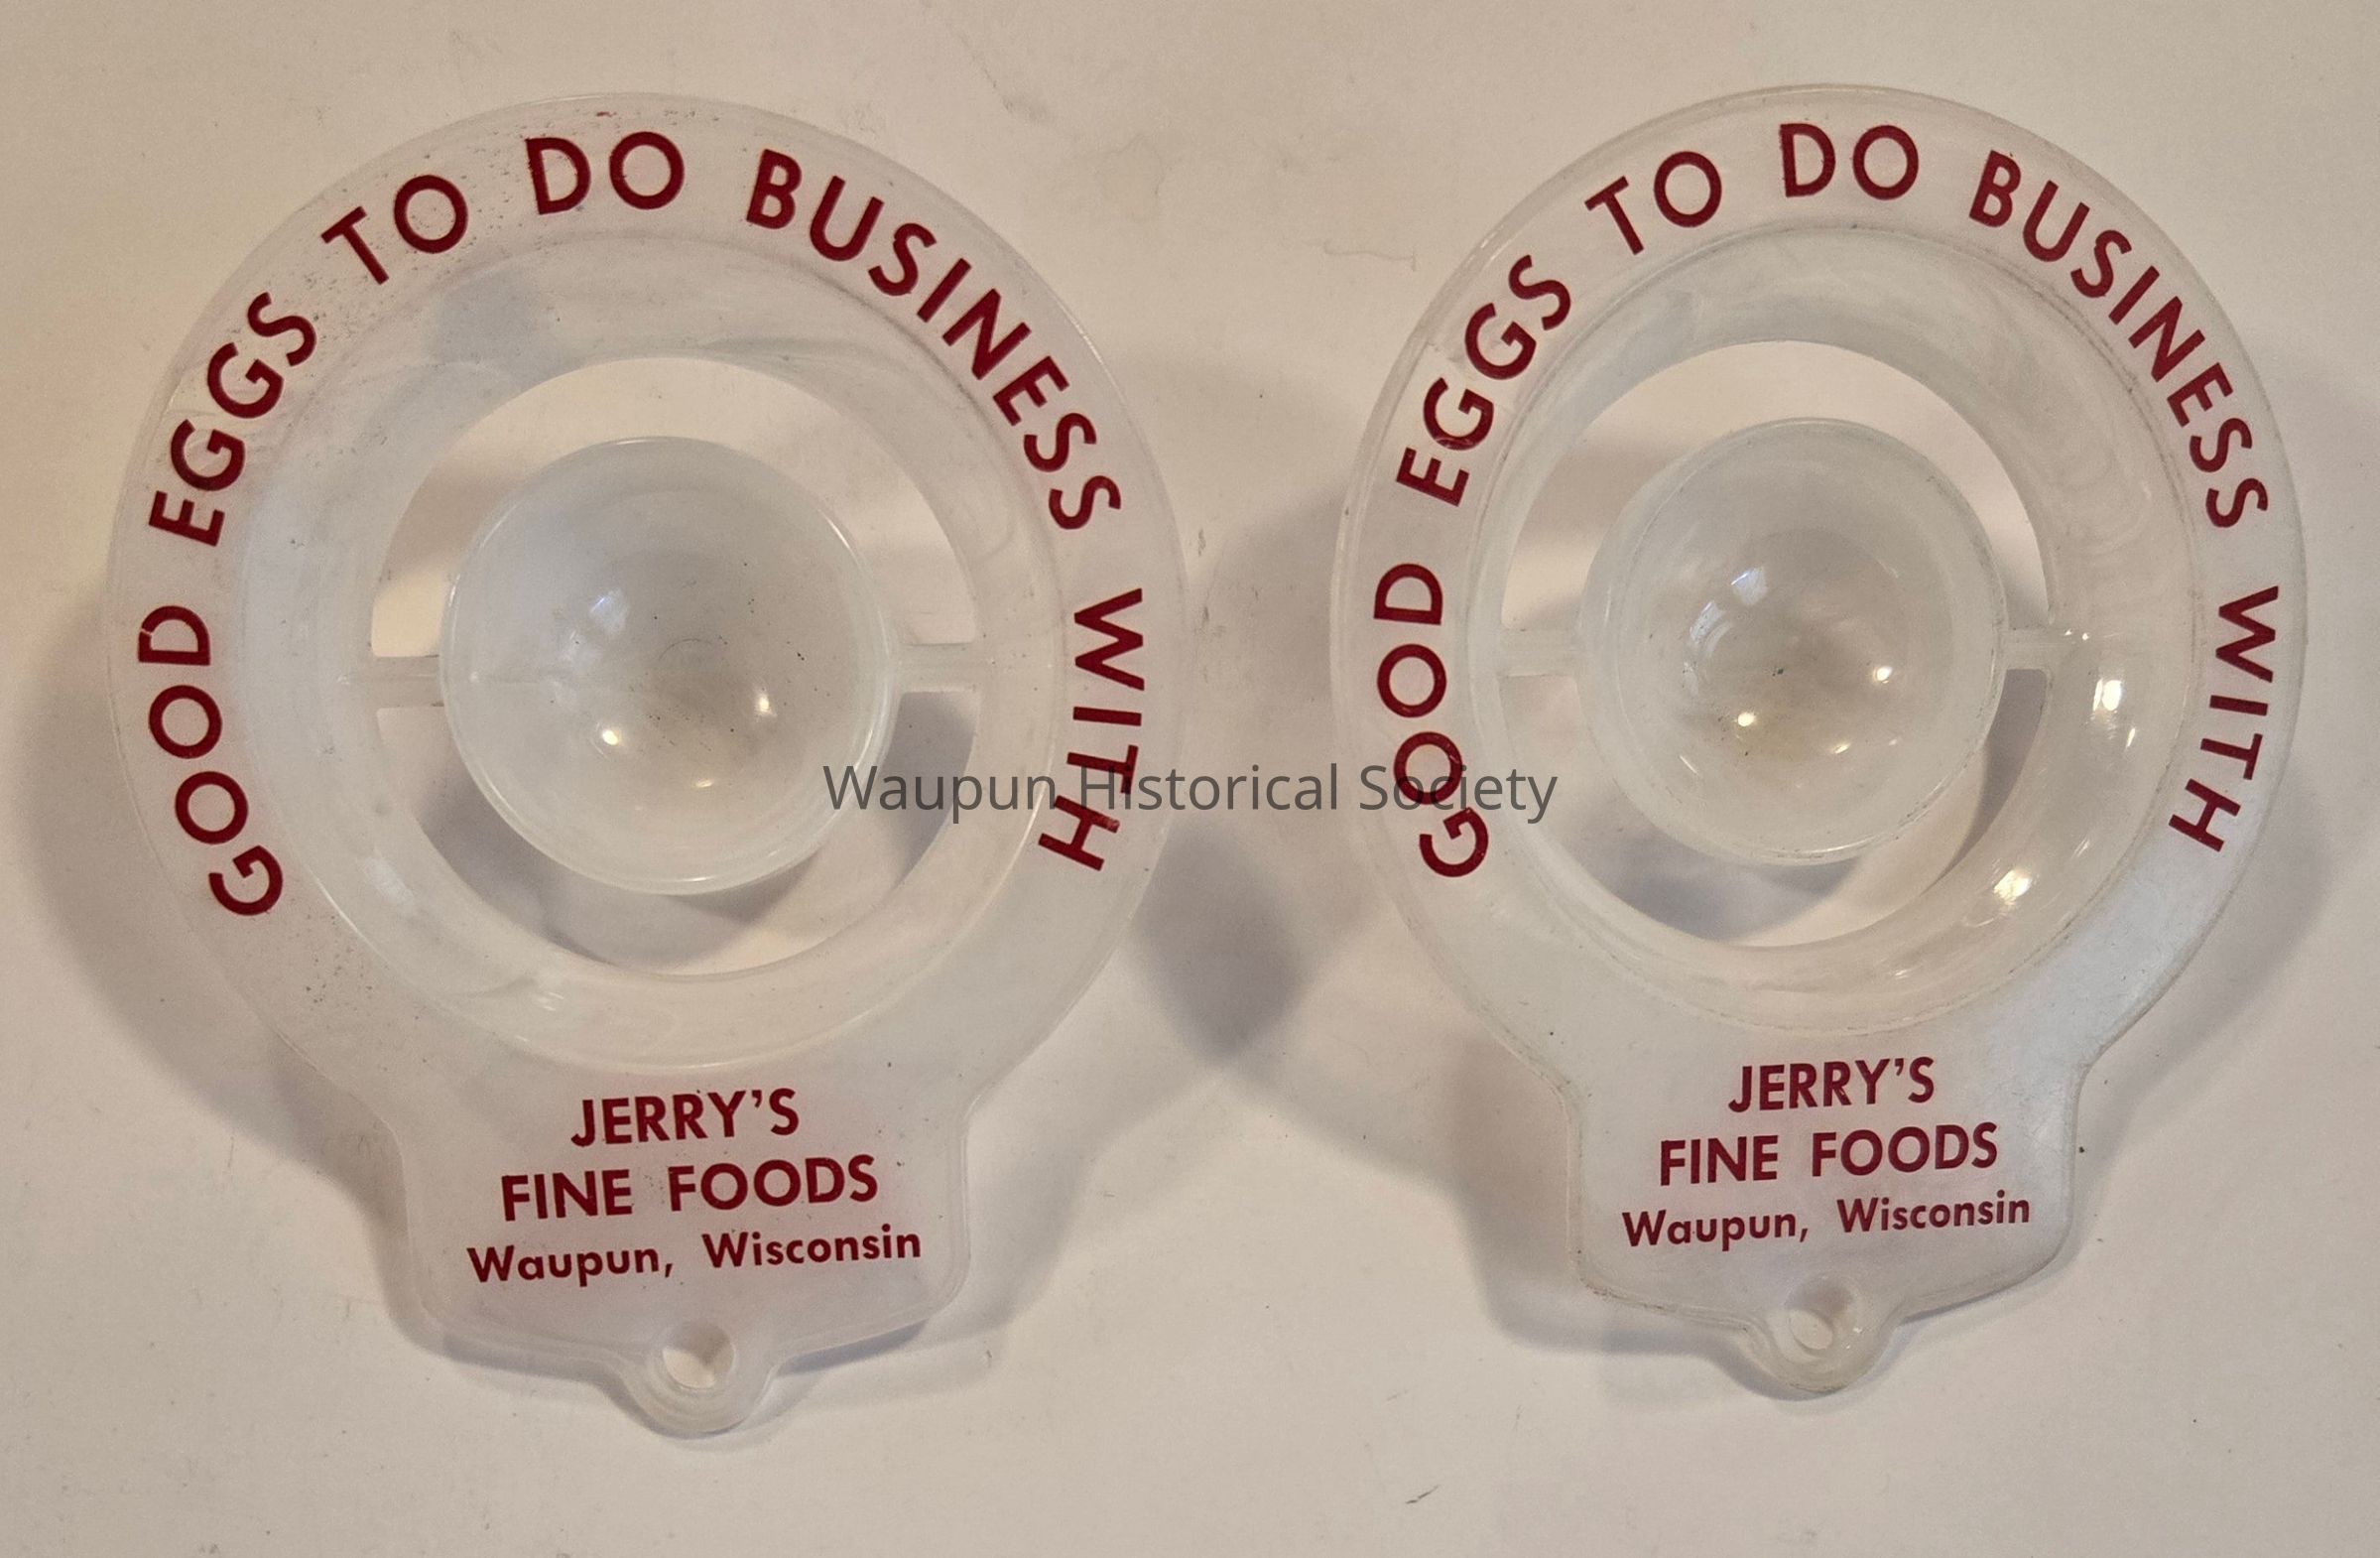 GOOD EGGS TO DO BUSINESS WITH
JERRY'S
FINE FOODS
Waupun, Wisconsin
GOOD EGGS TO DO BUSINESS WITH
JERRY'S
FINE FOODS
Waupun, Wisconsin
Waupun Historical Society